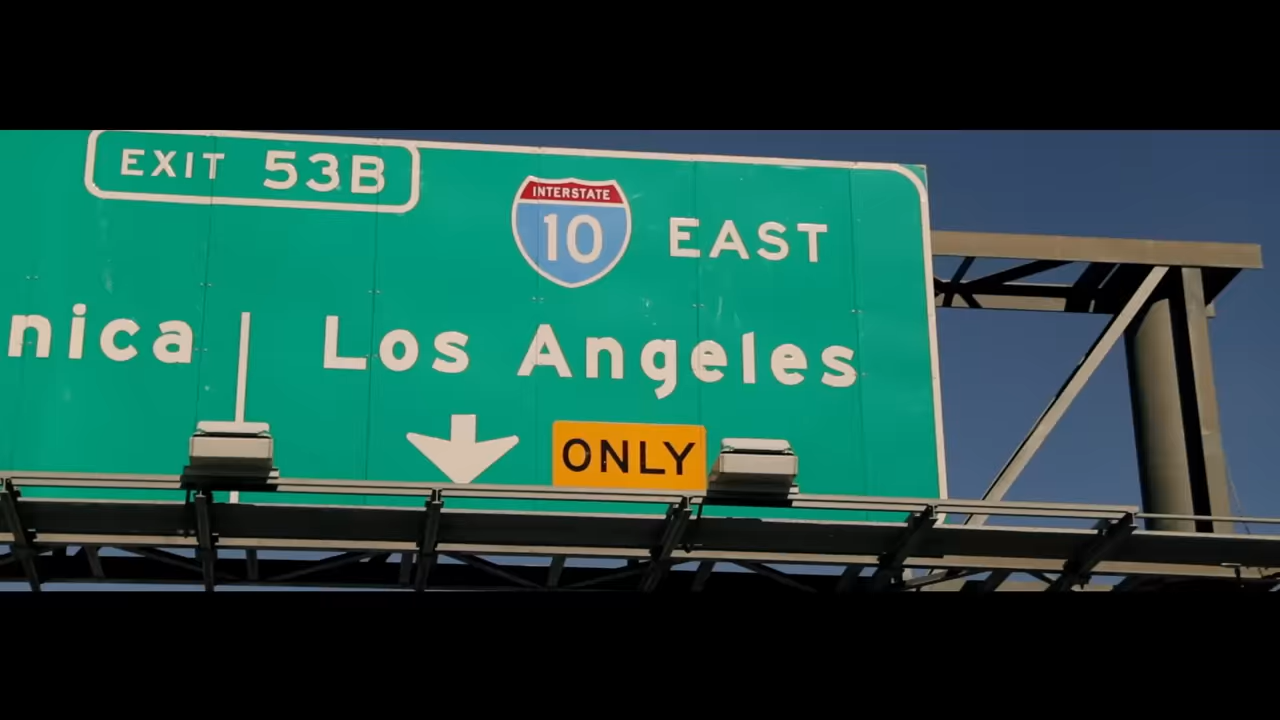 EXIT 53B
INTERSTATE
10 EAST
nica
Los Angeles
ONLY